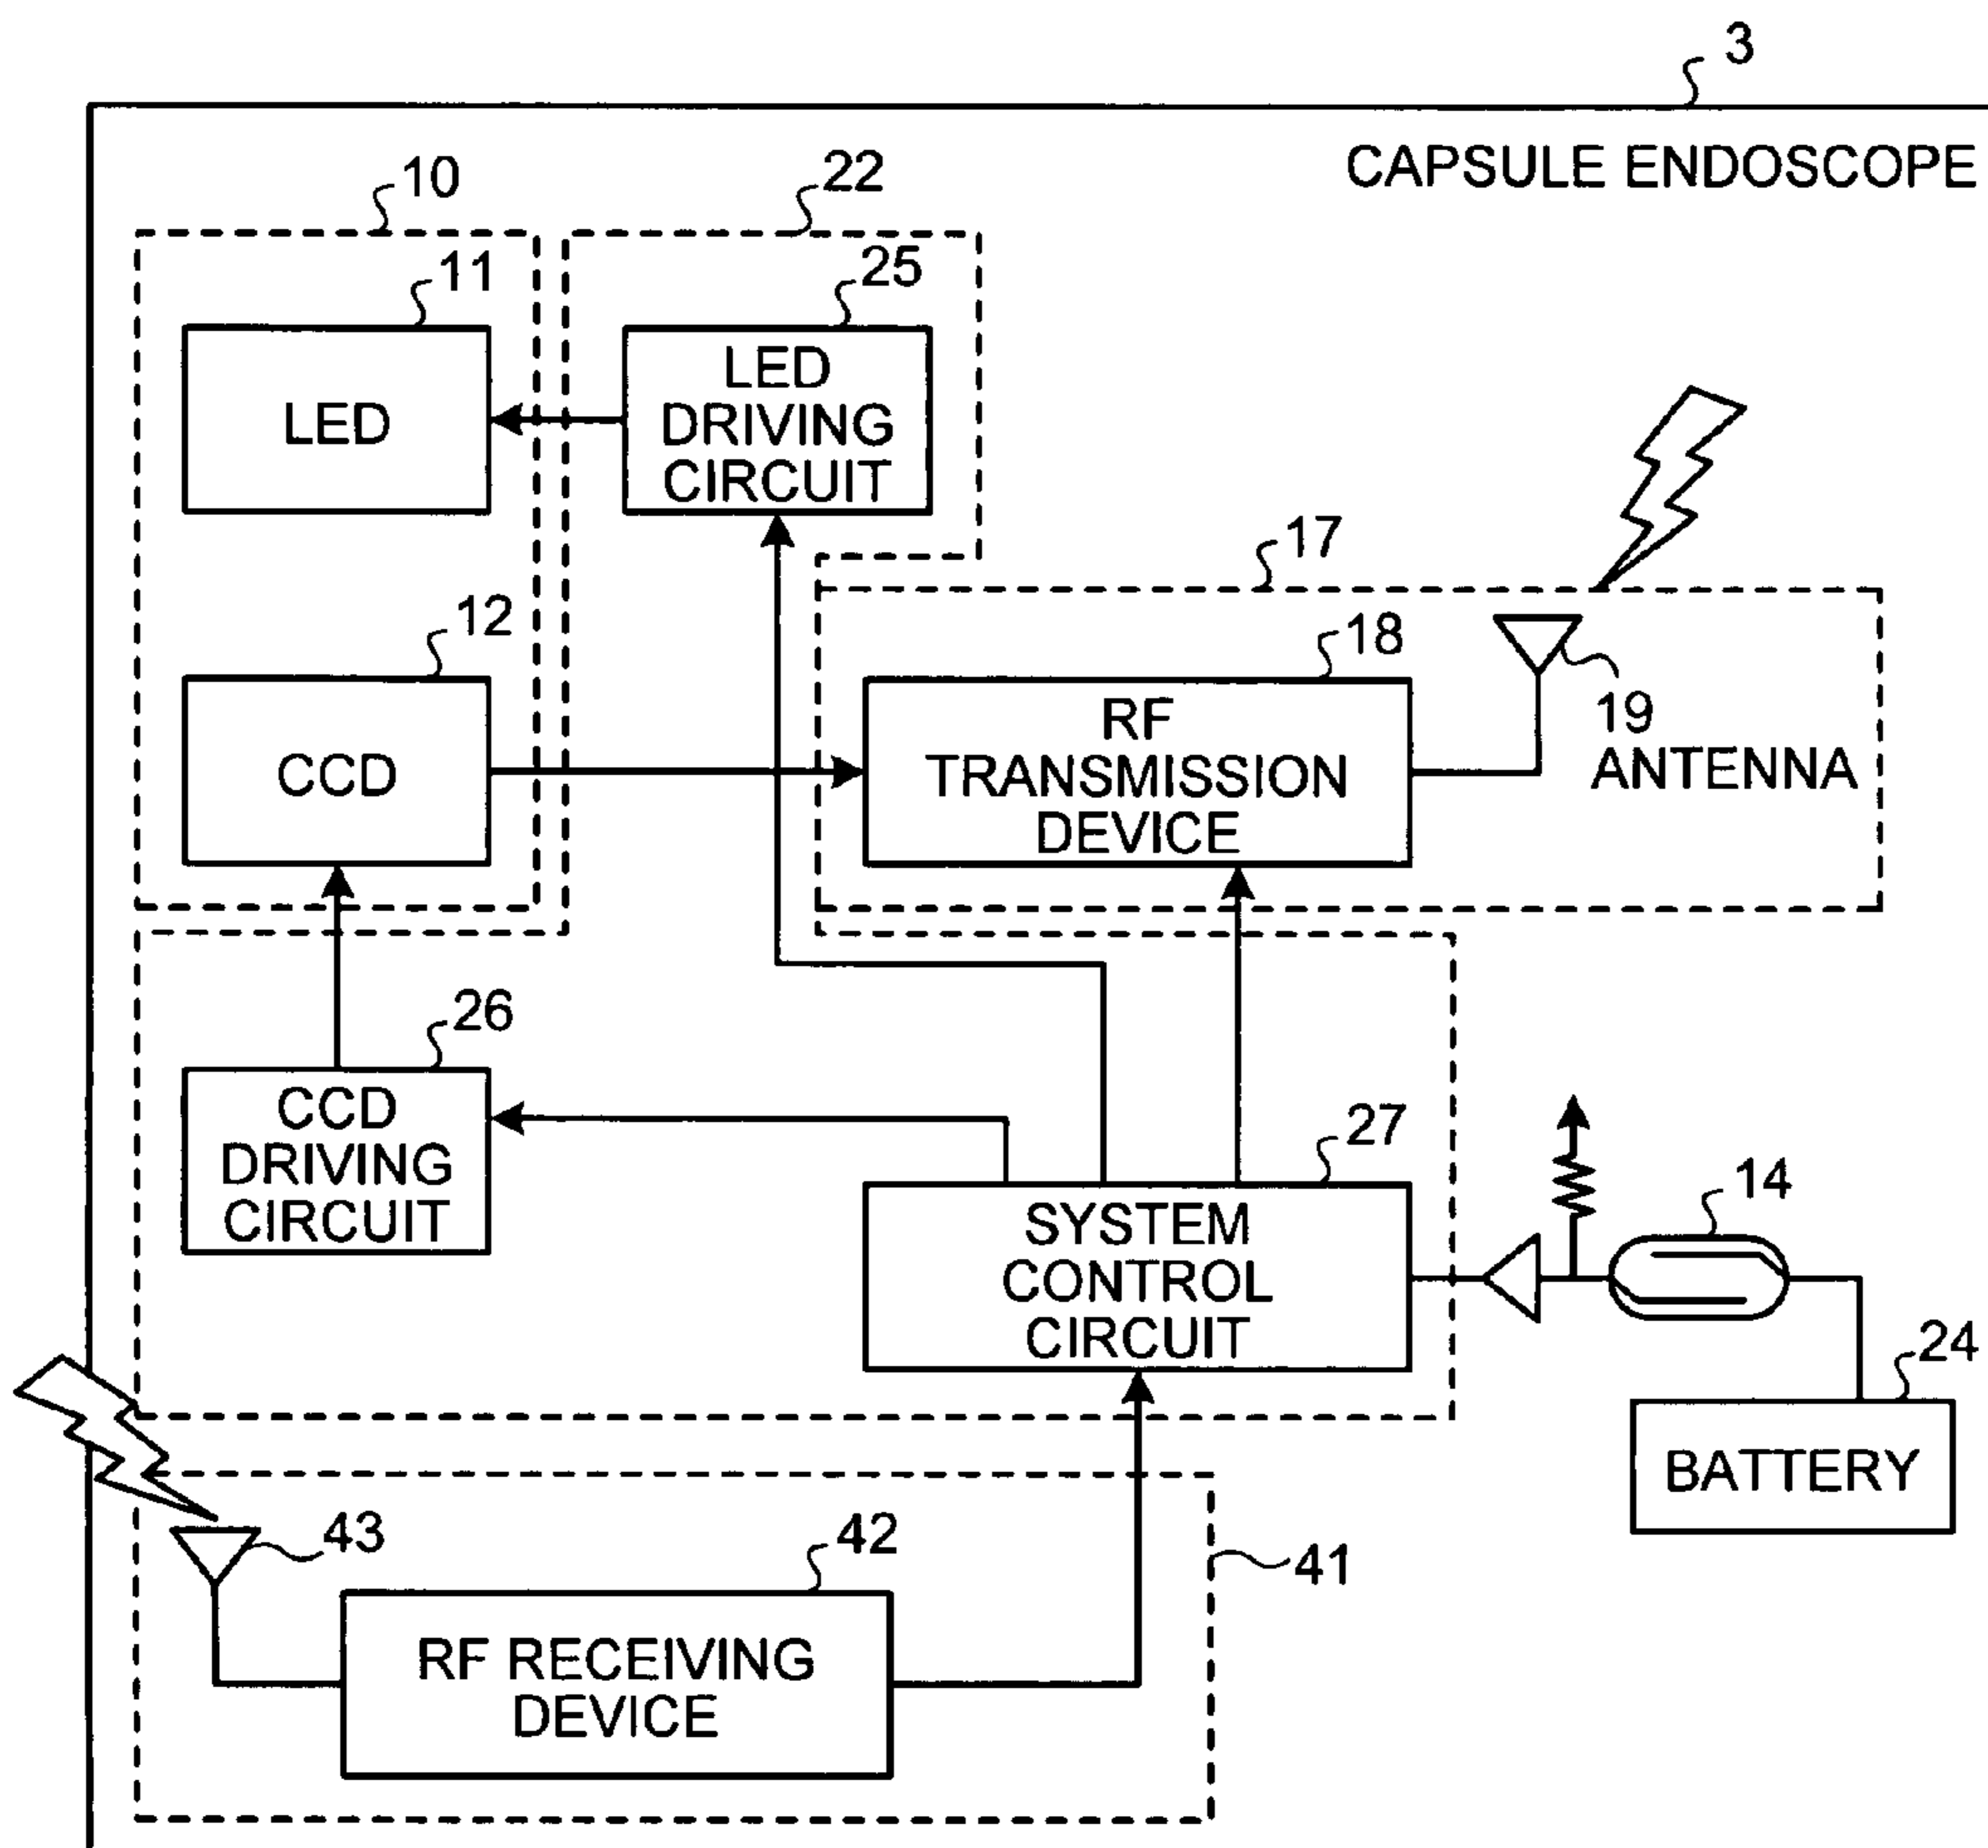 3
CAPSULE ENDOSCOPE
10
22
11
25
LED
LED
DRIVING
CIRCUIT
17
12
18
19
ANTENNA
CCD
RF
TRANSMISSION
DEVICE
26
CCD
DRIVING
CIRCUIT
27
14
SYSTEM
CONTROL
CIRCUIT
24
BATTERY
43
42
41
RF RECEIVING
DEVICE